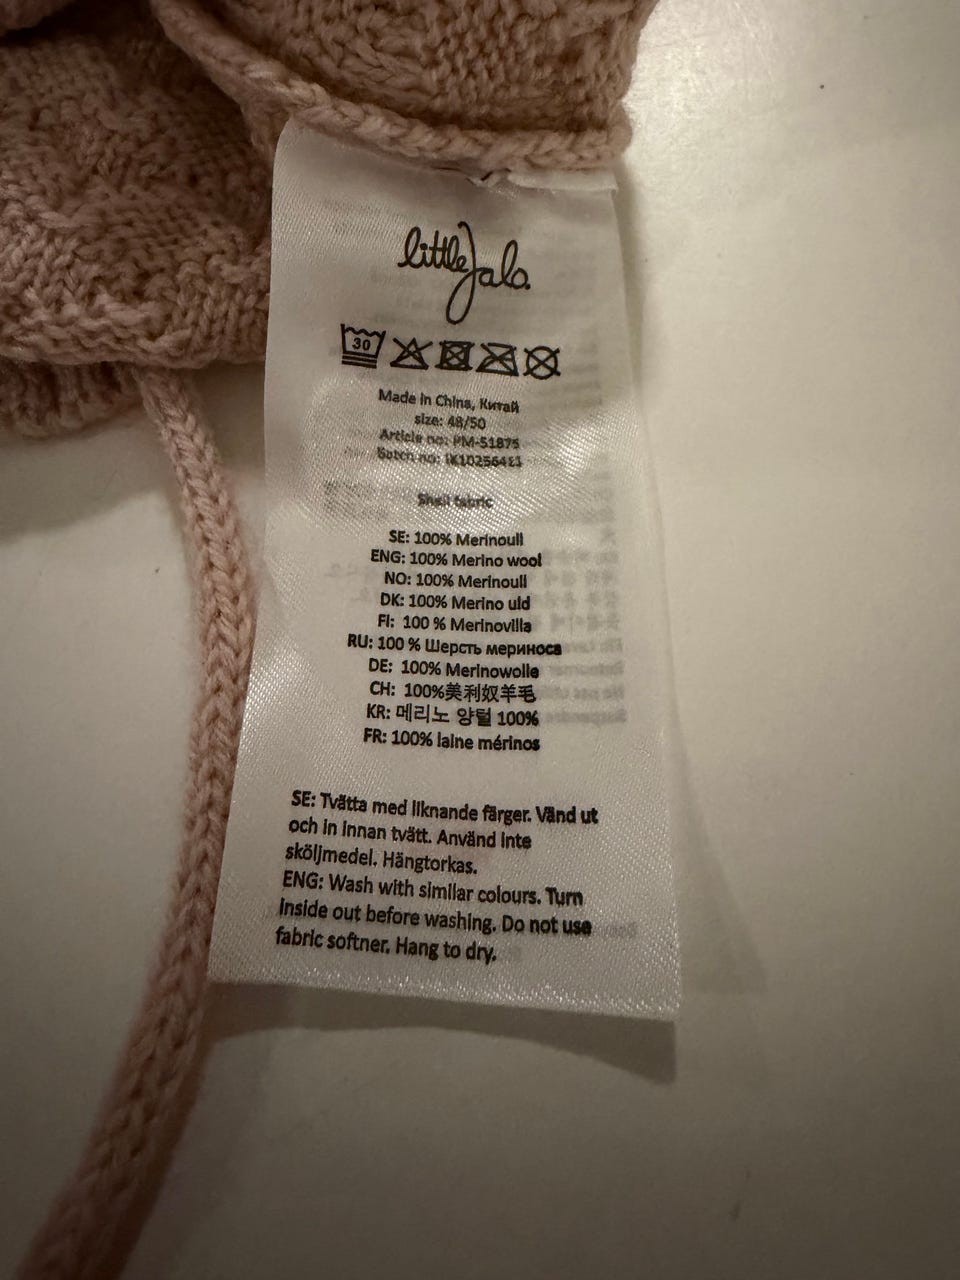 littleJalo
30
Made in China, Китай
size: 48/50
Article no: PM-51875
Batch no:
Shell fabric
SE: 100% Merinoull
ENG: 100% Merino wool
NO: 100% Merinoull
DK: 100% Merino uld
FI: 100 % Merinovilla
RU: 100 % Шерсть мериноса
DE: 100% Merinowolle
CH: 100%美利奴羊毛
KR: 메리노 양털 100%
FR: 100% laine mérinos
SE: Tvätta med liknande färger. Vänd ut
och in innan tvätt. Använd inte
sköljmedel. Hängtorkas.
ENG: Wash with similar colours. Turn
inside out before washing. Do not use
fabric softner. Hang to dry.